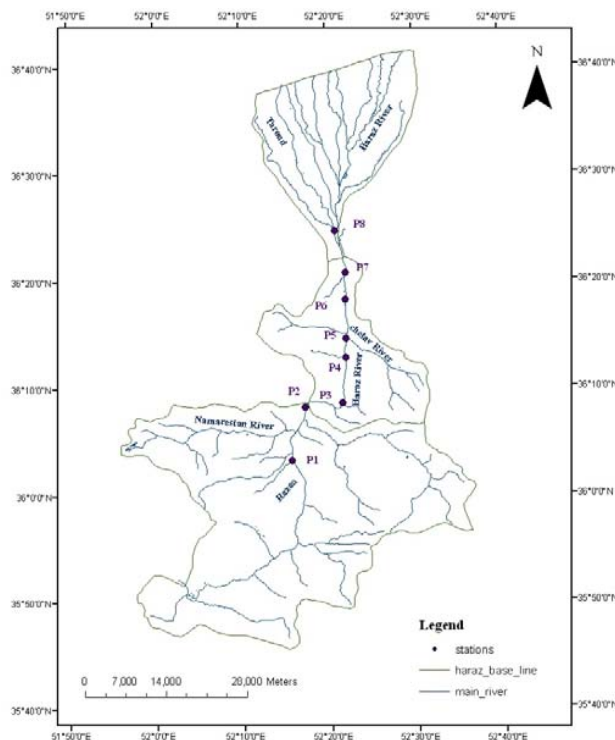 51°50'0"E 52°0'0"E 52°10'0"E 52°20'0"E 52°30'0"E 52°40'0"E
N
36°40'0"N 36°40'0"N
Taroud
Haraz River
36°30'0"N 36°30'0"N
P8
P7
36°20'0"N 36°20'0"N
P6
P5
chelav River
P4
36°10'0"N 36°10'0"N
P2 P3
Haraz River
Namarestan River
P1
36°0'0"N 36°0'0"N
35°50'0"N 35°50'0"N
Legend
stations
haraz_base_line
main_river
0 7,000 14,000 28,000 Meters
35°40'0"N 35°40'0"N
51°50'0"E 52°0'0"E 52°10'0"E 52°20'0"E 52°30'0"E 52°40'0"E